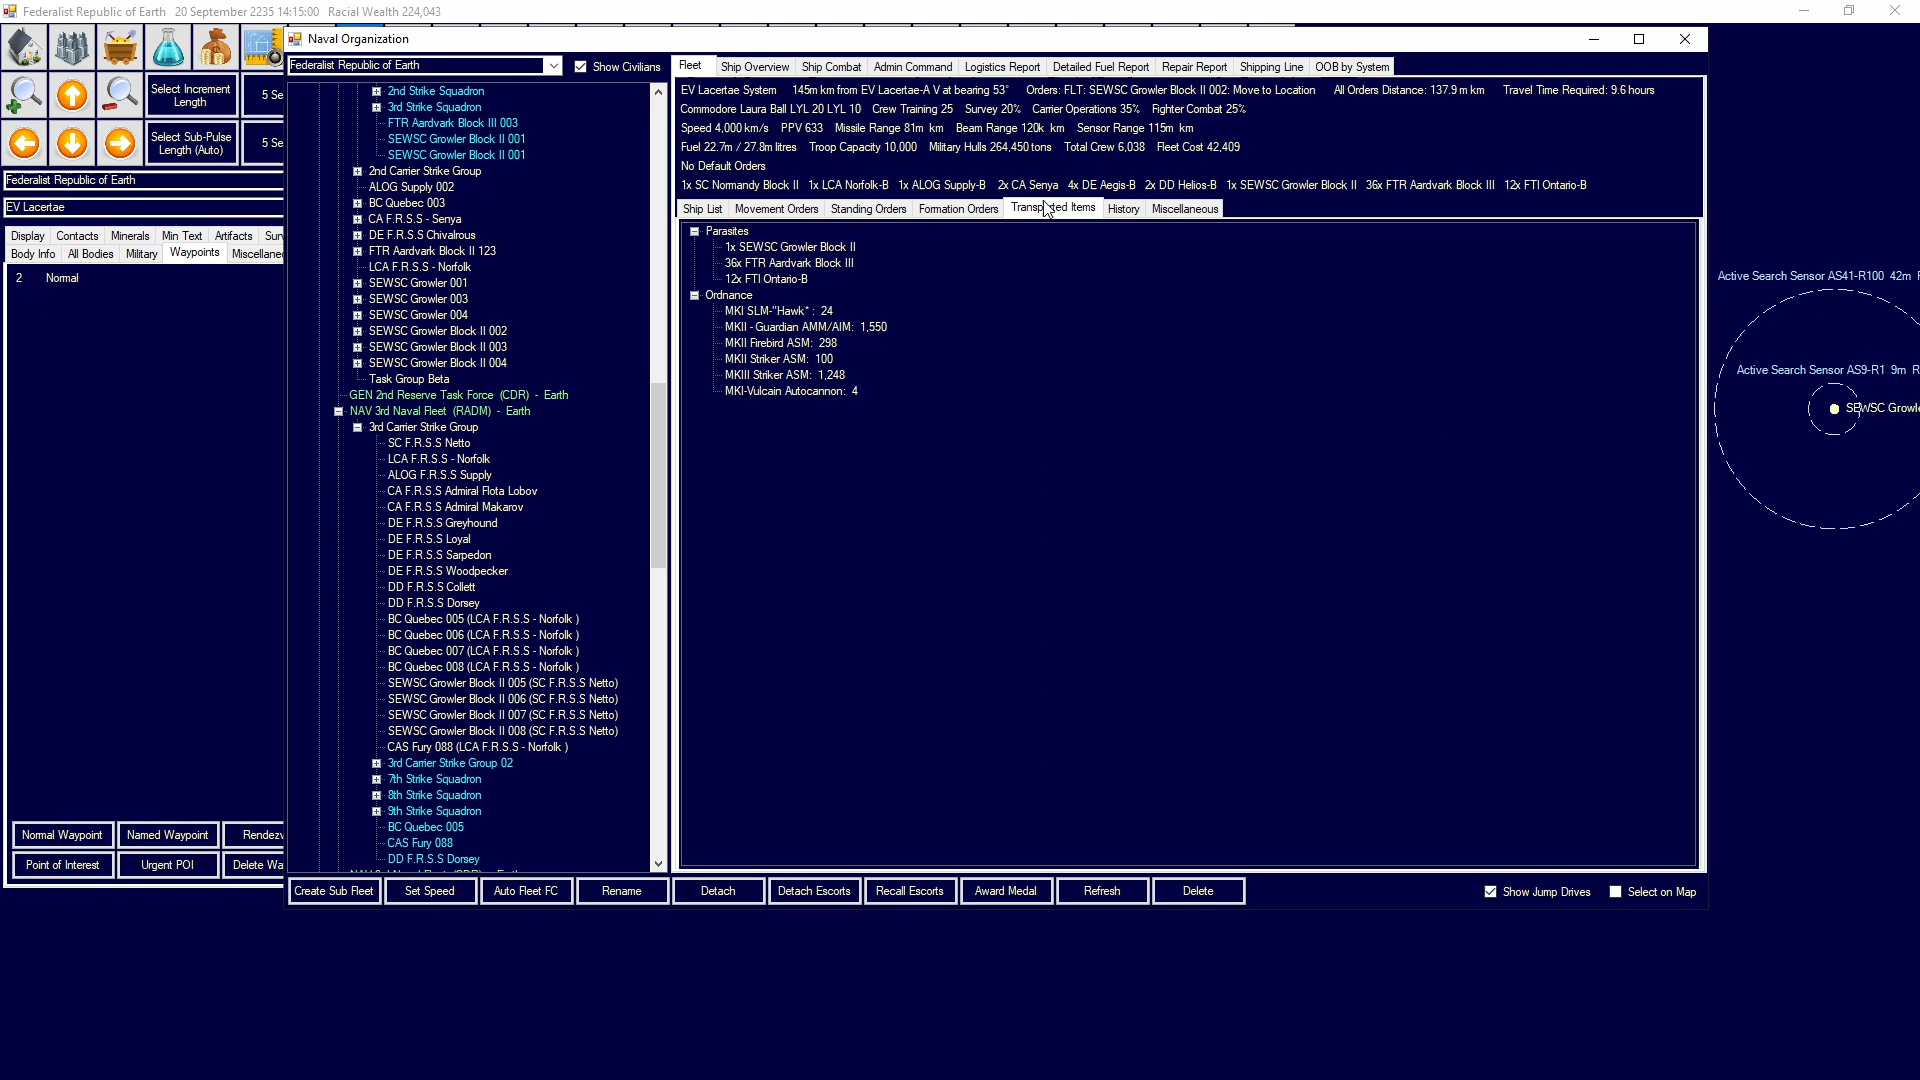 Federalist Republic of Earth 20 September 2235 14:15:00 Racial Wealth 224,043
Select Increment Length
5 Se
Select Sub-Pulse Length (Auto)
5 Se
Federalist Republic of Earth
EV Lacertae
Display Contacts Minerals Min Text Artifacts Surv
Body Info All Bodies Military Waypoints Miscellane
2 Normal
Normal Waypoint Named Waypoint Rendezv
Point of Interest Urgent POI Delete Wa
Naval Organization
Federalist Republic of Earth Show Civilians
2nd Strike Squadron
3rd Strike Squadron
FTR Aardvark Block III 003
SEWSC Growler Block II 001
SEWSC Growler Block II 001
2nd Carrier Strike Group
ALOG Supply 002
BC Quebec 003
CA F.R.S.S - Senya
DE F.R.S.S Chivalrous
FTR Aardvark Block II 123
LCA F.R.S.S - Norfolk
SEWSC Growler 001
SEWSC Growler 003
SEWSC Growler 004
SEWSC Growler Block II 002
SEWSC Growler Block II 003
SEWSC Growler Block II 004
Task Group Beta
GEN 2nd Reserve Task Force (CDR) - Earth
NAV 3rd Naval Fleet (RADM) - Earth
3rd Carrier Strike Group
SC F.R.S.S Netto
LCA F.R.S.S - Norfolk
ALOG F.R.S.S Supply
CA F.R.S.S Admiral Flota Lobov
CA F.R.S.S Admiral Makarov
DE F.R.S.S Greyhound
DE F.R.S.S Loyal
DE F.R.S.S Sarpedon
DE F.R.S.S Woodpecker
DD F.R.S.S Collett
DD F.R.S.S Dorsey
BC Quebec 005 (LCA F.R.S.S - Norfolk )
BC Quebec 006 (LCA F.R.S.S - Norfolk )
BC Quebec 007 (LCA F.R.S.S - Norfolk )
BC Quebec 008 (LCA F.R.S.S - Norfolk )
SEWSC Growler Block II 005 (SC F.R.S.S Netto)
SEWSC Growler Block II 006 (SC F.R.S.S Netto)
SEWSC Growler Block II 007 (SC F.R.S.S Netto)
SEWSC Growler Block II 008 (SC F.R.S.S Netto)
CAS Fury 088 (LCA F.R.S.S - Norfolk )
3rd Carrier Strike Group 02
7th Strike Squadron
8th Strike Squadron
9th Strike Squadron
BC Quebec 005
CAS Fury 088
DD F.R.S.S Dorsey
Fleet Ship Overview Ship Combat Admin Command Logistics Report Detailed Fuel Report Repair Report Shipping Line OOB by System
EV Lacertae System 145m km from EV Lacertae-A V at bearing 53° Orders: FLT: SEWSC Growler Block II 002: Move to Location All Orders Distance: 137.9 m km Travel Time Required: 9.6 hours
Commodore Laura Ball LYL 20 LYL 10 Crew Training 25 Survey 20% Carrier Operations 35% Fighter Combat 25%
Speed 4,000 km/s PPV 633 Missile Range 81m km Beam Range 120k km Sensor Range 115m km
Fuel 22.7m / 27.8m litres Troop Capacity 10,000 Military Hulls 264,450 tons Total Crew 6,038 Fleet Cost 42,409
No Default Orders
1x SC Normandy Block II 1x LCA Norfolk-B 1x ALOG Supply-B 2x CA Senya 4x DE Aegis-B 2x DD Helios-B 1x SEWSC Growler Block II 36x FTR Aardvark Block III 12x FTI Ontario-B
Ship List Movement Orders Standing Orders Formation Orders Transported Items History Miscellaneous
Parasites
1x SEWSC Growler Block II
36x FTR Aardvark Block III
12x FTI Ontario-B
Ordnance
MKI SLM-"Hawk" : 24
MKII - Guardian AMM/AIM: 1,550
MKII Firebird ASM: 298
MKII Striker ASM: 100
MKIII Striker ASM: 1,248
MKI-Vulcain Autocannon: 4
Create Sub Fleet Set Speed Auto Fleet FC Rename Detach Detach Escorts Recall Escorts Award Medal Refresh Delete Show Jump Drives Select on Map
Active Search Sensor AS41-R100 42m
Active Search Sensor AS9-R1 9m R
SEWSC Growle